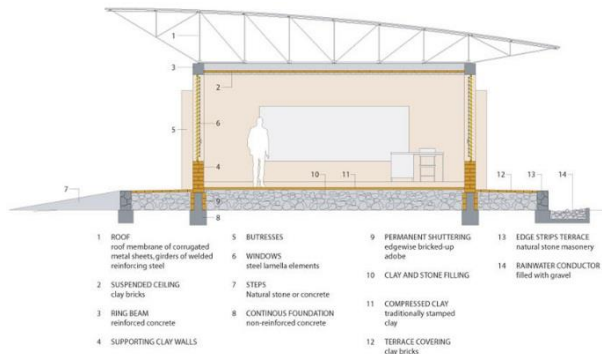 1
3
2
6
5
4
10
11
12
13
14
7
9
8
1 ROOF
roof membrane of corrugated
metal sheets, girders of welded
reinforcing steel
2 SUSPENDED CEILING
clay bricks
3 RING BEAM
reinforced concrete
4 SUPPORTING CLAY WALLS
5 BUTRESSES
6 WINDOWS
steel lamella elements
7 STEPS
Natural stone or concrete
8 CONTINOUS FOUNDATION
non-reinforced concrete
9 PERMANENT SHUTTERING
edgewise bricked-up
adobe
10 CLAY AND STONE FILLING
11 COMPRESSED CLAY
traditionally stamped
clay
12 TERRACE COVERING
clay bricks
13 EDGE STRIPS TERRACE
natural stone masonry
14 RAINWATER CONDUCTOR
filled with gravel